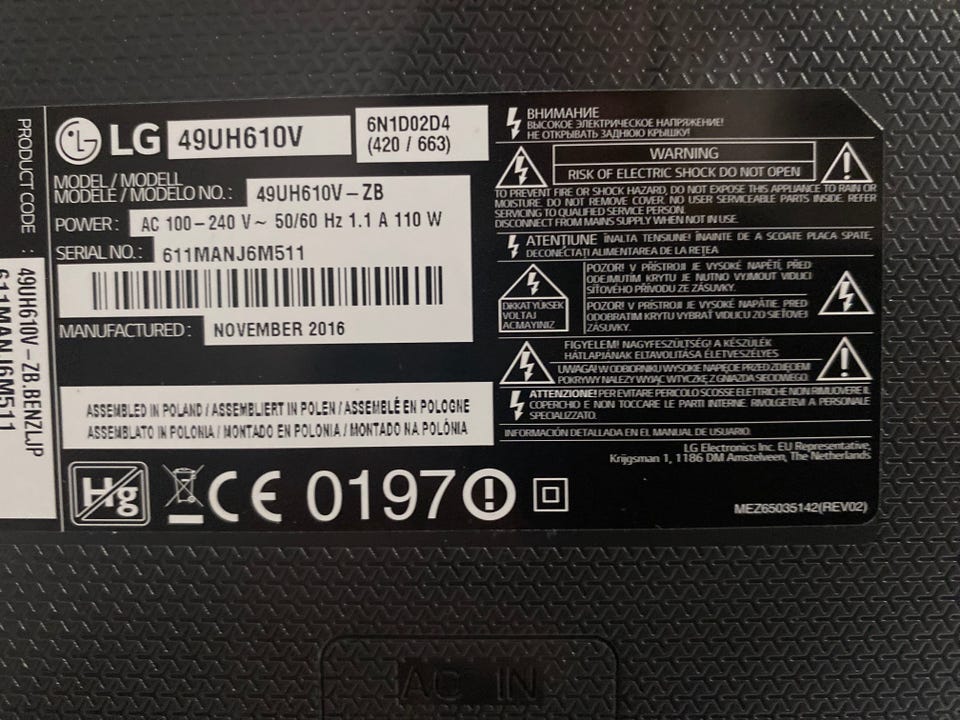 PRODUCT CODE :
49UH610V - ZB.BENZLJP
611MANJ6M511
LG 49UH610V
6N1D02D4
(420 / 663)
MODEL / MODELL
MODÈLE / MODELO NO.: 49UH610V - ZB
POWER: AC 100 - 240 V ~ 50/60 Hz 1.1 A 110 W
SERIAL NO.: 611MANJ6M511
MANUFACTURED: NOVEMBER 2016
ASSEMBLED IN POLAND / ASSEMBLIERT IN POLEN / ASSEMBLÉ EN POLOGNE
ASSEMBLATO IN POLONIA / MONTADO EN POLONIA / MONTADO NA POLÓNIA
Hg
CE 0197
ВНИМАНИЕ
ВЫСОКОЕ ЭЛЕКТРИЧЕСКОЕ НАПРЯЖЕНИЕ!
НЕ ОТКРЫВАТЬ ЗАДНЮЮ КРЫШКУ!
WARNING
RISK OF ELECTRIC SHOCK DO NOT OPEN
TO PREVENT FIRE OR SHOCK HAZARD, DO NOT EXPOSE THIS APPLIANCE TO RAIN OR
MOISTURE. DO NOT REMOVE COVER. NO USER SERVICEABLE PARTS INSIDE. REFER
SERVICING TO QUALIFIED SERVICE PERSON.
DISCONNECT FROM MAINS SUPPLY WHEN NOT IN USE.
ATENŢIUNE ÎNALTA TENSIUNE! ÎNAINTE DE A SCOATE PLACA SPATE,
DECONECTAŢI ALIMENTAREA DE LA REŢEA
DIKKAT YÜKSEK
VOLTAJ
AÇMAYINIZ
POZOR! V PŘÍSTROJI JE VYSOKÉ NAPĚTÍ, PŘED
ODEJMUTÍM KRYTU JE NUTNO VYJMOUT VIDLICI
SÍŤOVÉHO PŘÍVODU ZE ZÁSUVKY.
POZOR! V PRÍSTROJI JE VYSOKÉ NAPÄTIE. PRED
ODOBRATÍM KRYTU VYBRAŤ VIDLICU ZO SIEŤOVEJ
ZÁSUVKY.
FIGYELEM! NAGYFESZÜLTSÉG! A KÉSZÜLÉK
HÁTLAPJÁNAK ELTÁVOLÍTÁSA ÉLETVESZÉLYES
UWAGA! W ODBIORNIKU WYSOKIE NAPIĘCIE PRZED ZDJĘCIEM
POKRYWY NALEŻY WYJĄĆ WTYCZKĘ Z GNIAZDA SIECIOWEGO.
ATTENZIONE! PER EVITARE PERICOLO SCOSSE ELETTRICHE NON RIMUOVERE IL
COPERCHIO E NON TOCCARE LE PARTI INTERNE. RIVOLGETEVI A PERSONALE
SPECIALIZZATO.
INFORMACIÓN DETALLADA EN EL MANUAL DE USUARIO.
LG Electronics Inc. EU Representative,
Krijgsman 1, 1186 DM Amstelveen, The Netherlands
MEZ65035142(REV02)
AC IN